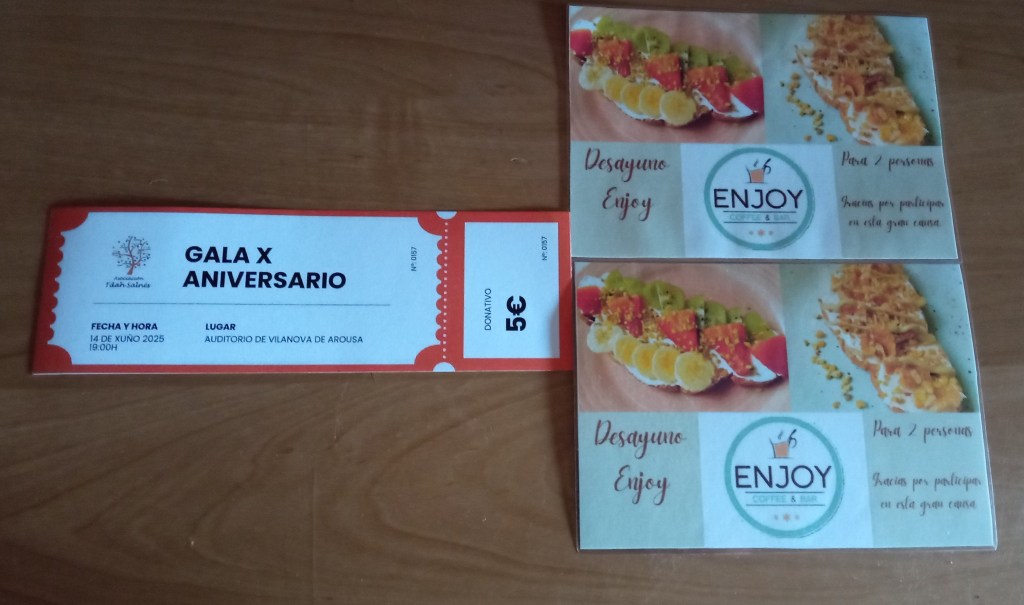 Asociación
Tdah Salnés
GALA X
ANIVERSARIO
Nº: 0157
FECHA Y HORA
14 DE XUÑO 2025
19:00H
LUGAR
AUDITORIO DE VILANOVA DE AROUSA
DONATIVO
5€
Nº: 0157
Desayuno
Enjoy
ENJOY
COFFEE & BAR
Para 2 personas
Gracias por participar
en esta gran causa
Desayuno
Enjoy
ENJOY
COFFEE & BAR
Para 2 personas
Gracias por participar
en esta gran causa